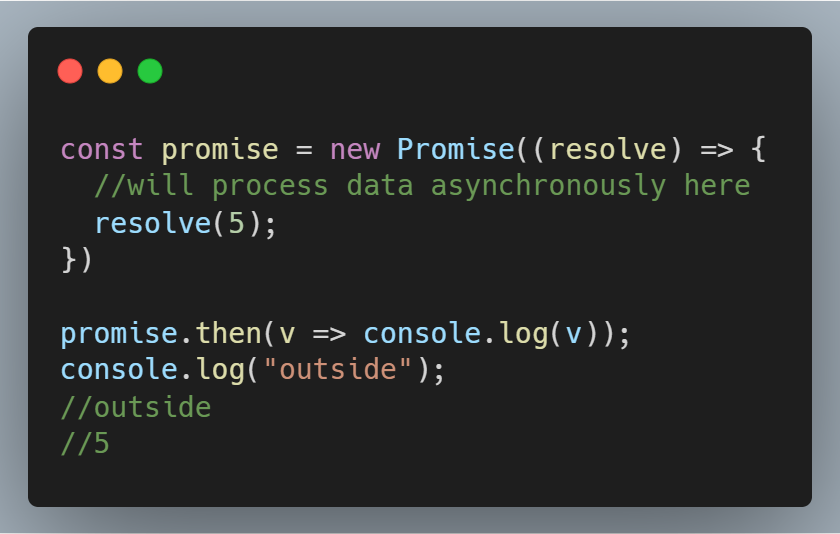 const promise = new Promise((resolve) => {
  //will process data asynchronously here
  resolve(5);
})

promise.then(v => console.log(v));
console.log("outside");
//outside
//5